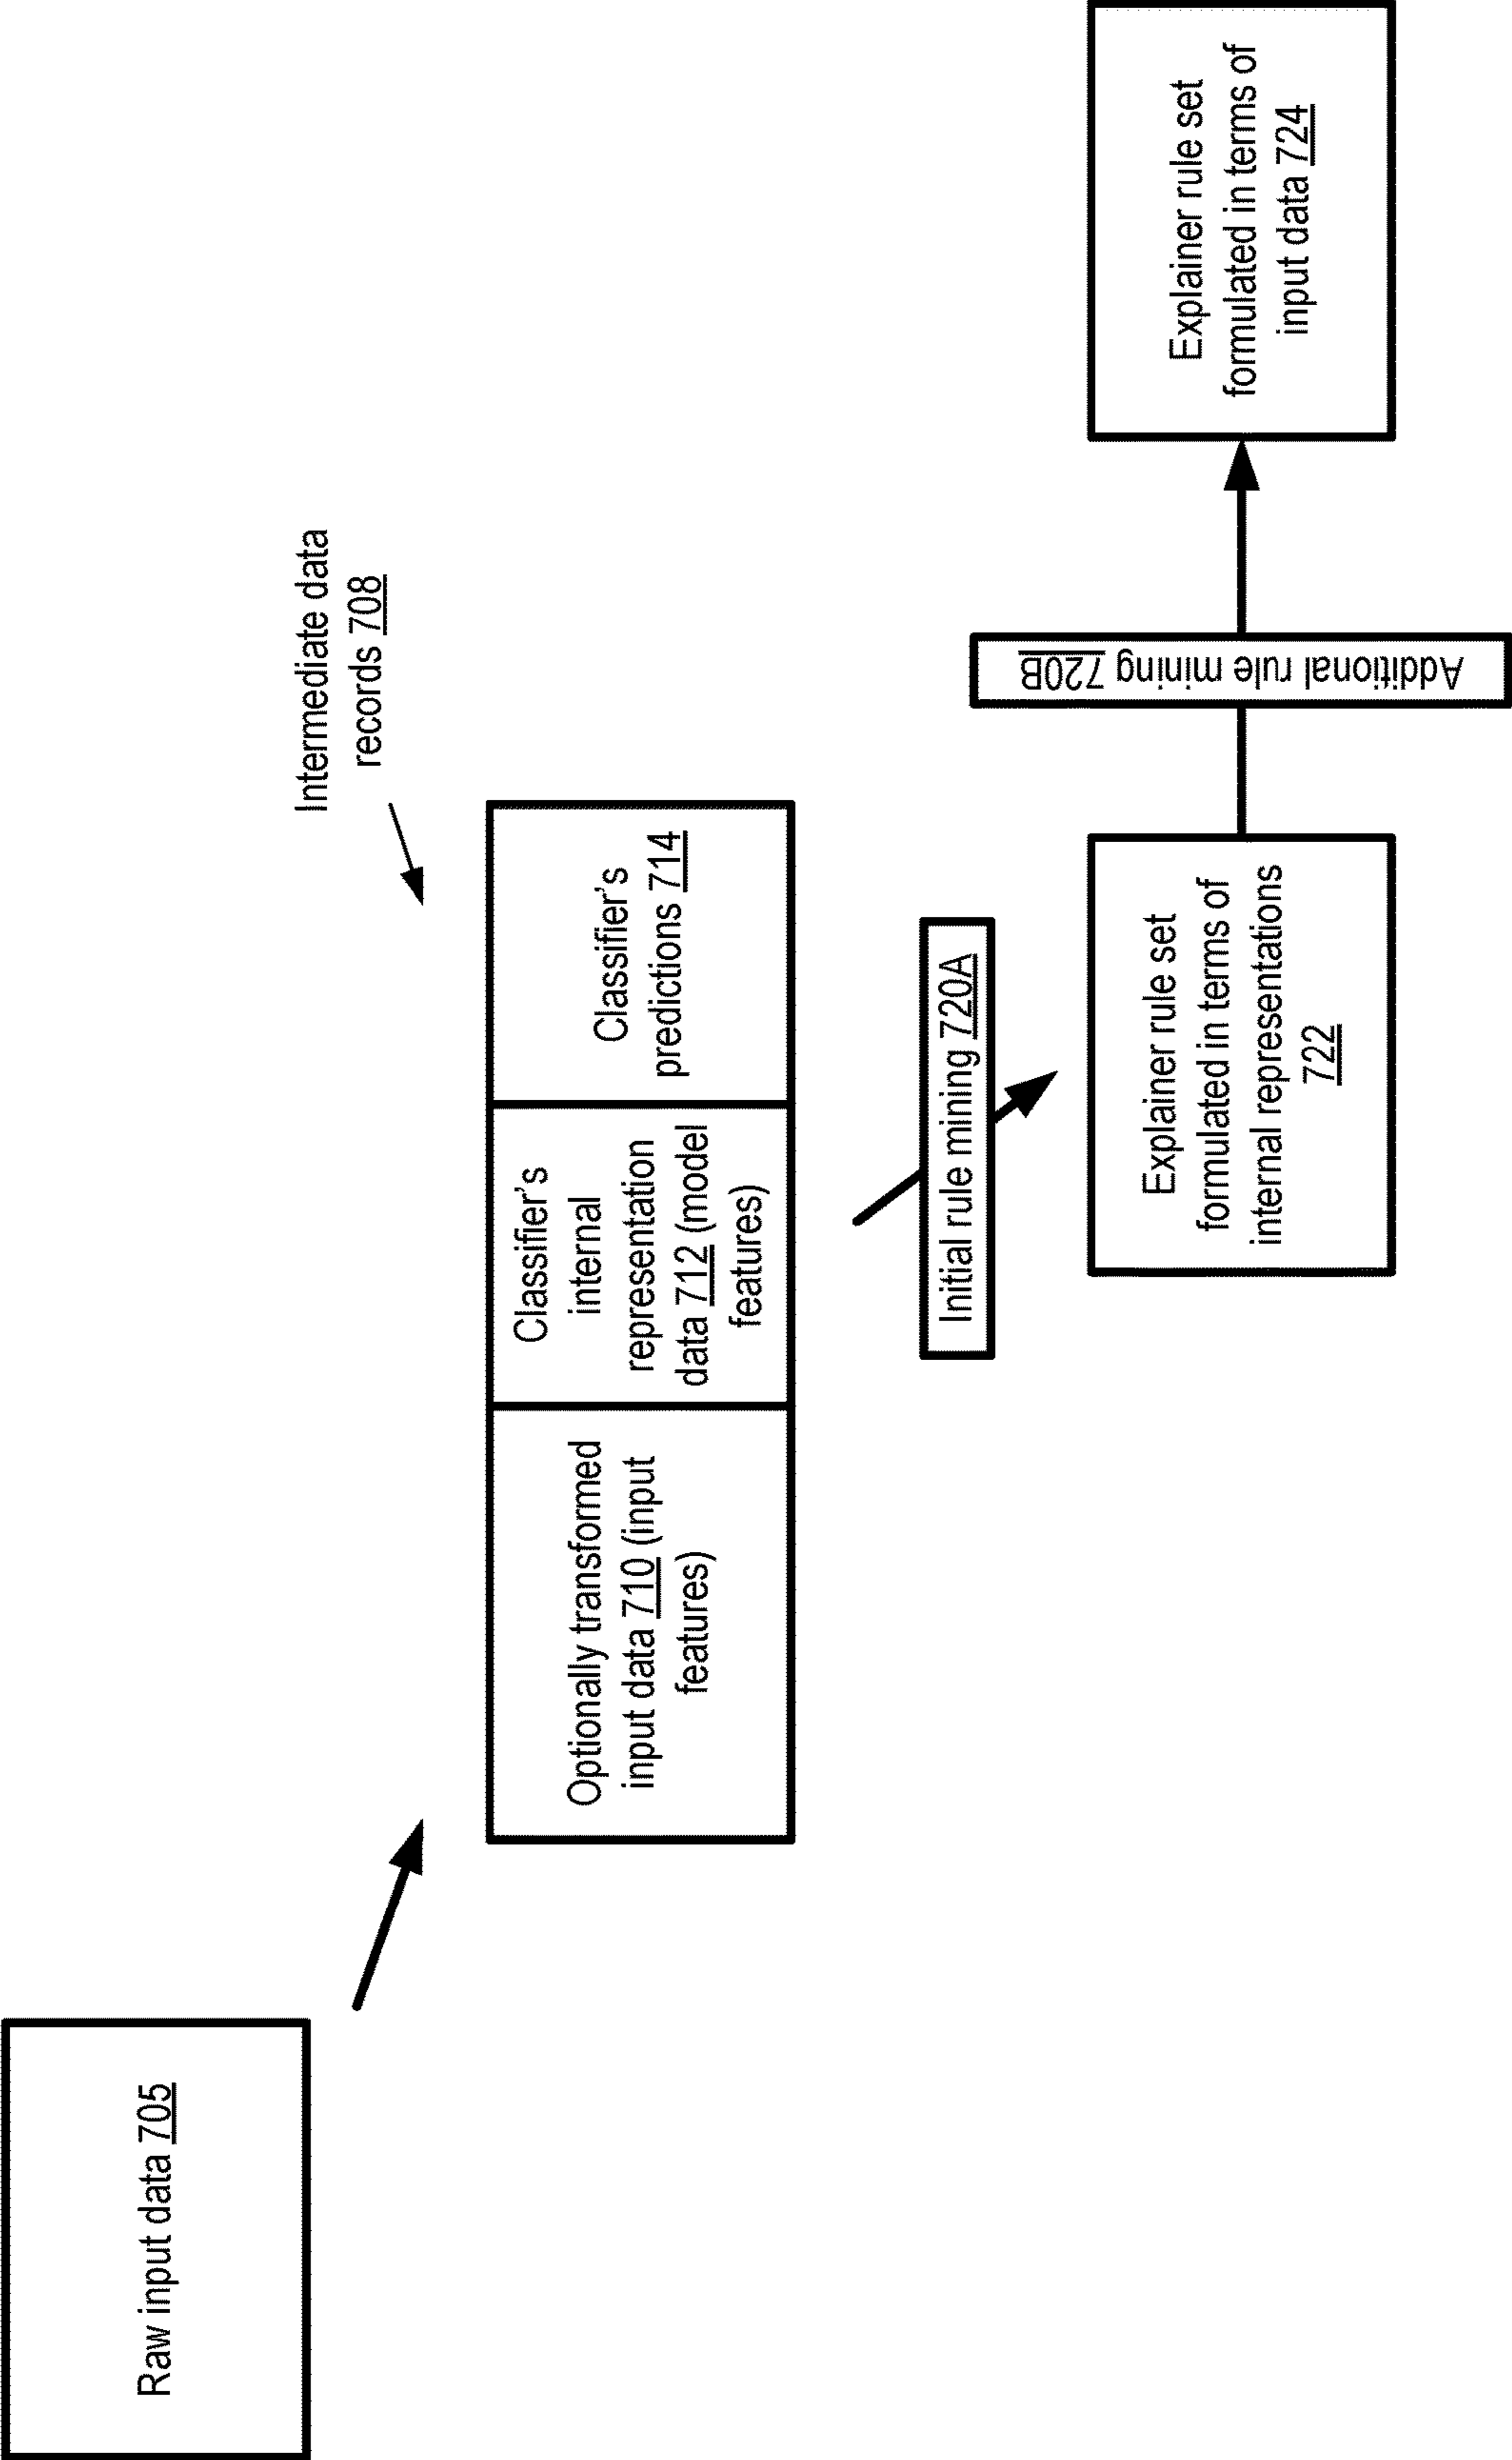 Raw input data 705
Intermediate data
records 708
Optionally transformed
input data 710 (input
features)
Classifier's
internal
representation
data 712 (model
features)
Classifier's
predictions 714
Initial rule mining 720A
Explainer rule set
formulated in terms of
internal representations
722
Additional rule mining 720B
Explainer rule set
formulated in terms of
input data 724